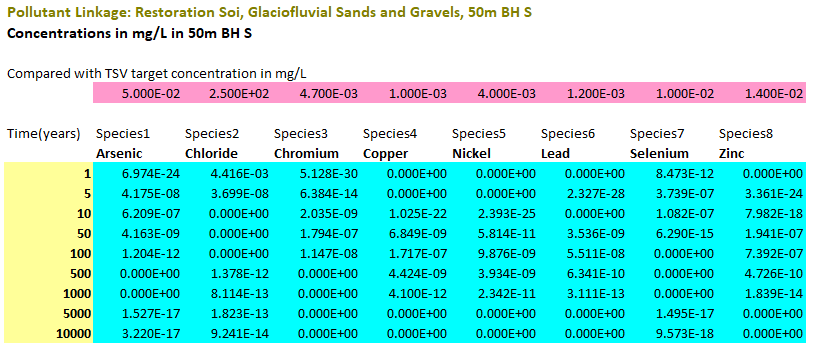 Pollutant Linkage: Restoration Soi, Glaciofluvial Sands and Gravels, 50m BH S
Concentrations in mg/L in 50m BH S
Compared with TSV target concentration in mg/L
5.000E-02 2.500E+02 4.700E-03 1.000E-03 4.000E-03 1.200E-03 1.000E-02 1.400E-02
Time(years) Species1 Species2 Species3 Species4 Species5 Species6 Species7 Species8
Arsenic Chloride Chromium Copper Nickel Lead Selenium Zinc
1 6.974E-24 4.416E-03 5.128E-30 0.000E+00 0.000E+00 0.000E+00 8.473E-12 0.000E+00
5 4.175E-08 3.699E-08 6.384E-14 0.000E+00 0.000E+00 2.327E-28 3.739E-07 3.361E-24
10 6.209E-07 0.000E+00 2.035E-09 1.025E-22 2.393E-25 0.000E+00 1.082E-07 7.982E-18
50 4.163E-09 0.000E+00 1.794E-07 6.849E-09 5.814E-11 3.536E-09 6.290E-15 1.941E-07
100 1.204E-12 0.000E+00 1.147E-08 1.717E-07 9.876E-09 5.511E-08 0.000E+00 7.392E-07
500 0.000E+00 1.378E-12 0.000E+00 4.424E-09 3.934E-09 6.341E-10 0.000E+00 4.726E-10
1000 0.000E+00 8.114E-13 0.000E+00 4.100E-12 2.342E-11 3.111E-13 0.000E+00 1.839E-14
5000 1.527E-17 1.823E-13 0.000E+00 0.000E+00 0.000E+00 0.000E+00 1.495E-17 0.000E+00
10000 3.220E-17 9.241E-14 0.000E+00 0.000E+00 0.000E+00 0.000E+00 9.573E-18 0.000E+00